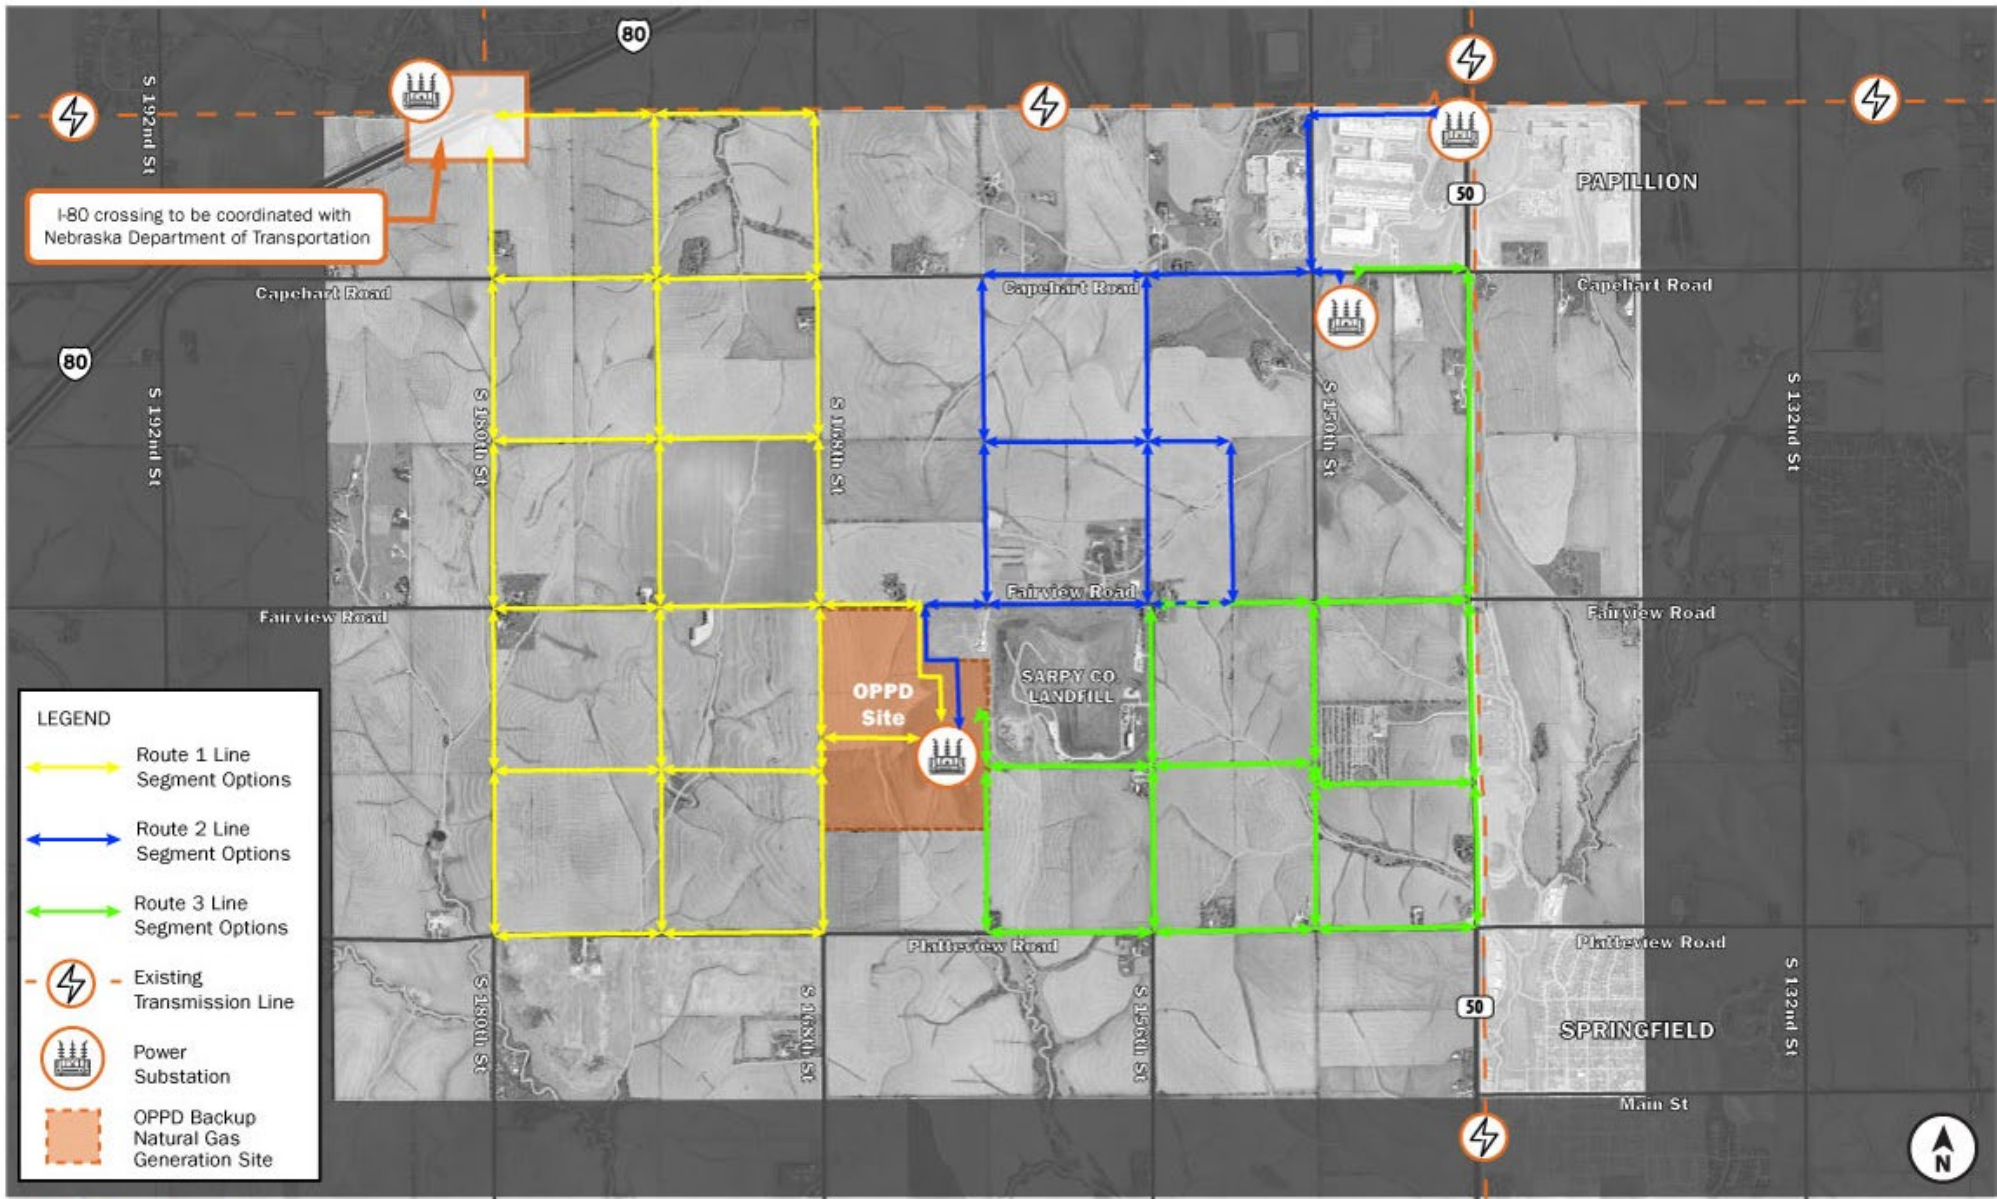 80
S 192nd St
PAPILLION
50
I-80 crossing to be coordinated with
Nebraska Department of Transportation
Capehart Road
Capehart Road
Capehart Road
80
S 192nd St
S 180th St
S 168th St
S 150th St
S 132nd St
Fairview Road
Fairview Road
Fairview Road
OPPD
Site
SARPY CO.
LANDFILL
LEGEND
Route 1 Line
Segment Options
Route 2 Line
Segment Options
Route 3 Line
Segment Options
Existing
Transmission Line
Power
Substation
OPPD Backup
Natural Gas
Generation Site
Platteview Road
Platteview Road
S 180th St
S 168th St
S 156th St
50
SPRINGFIELD
S 132nd St
Main St
N